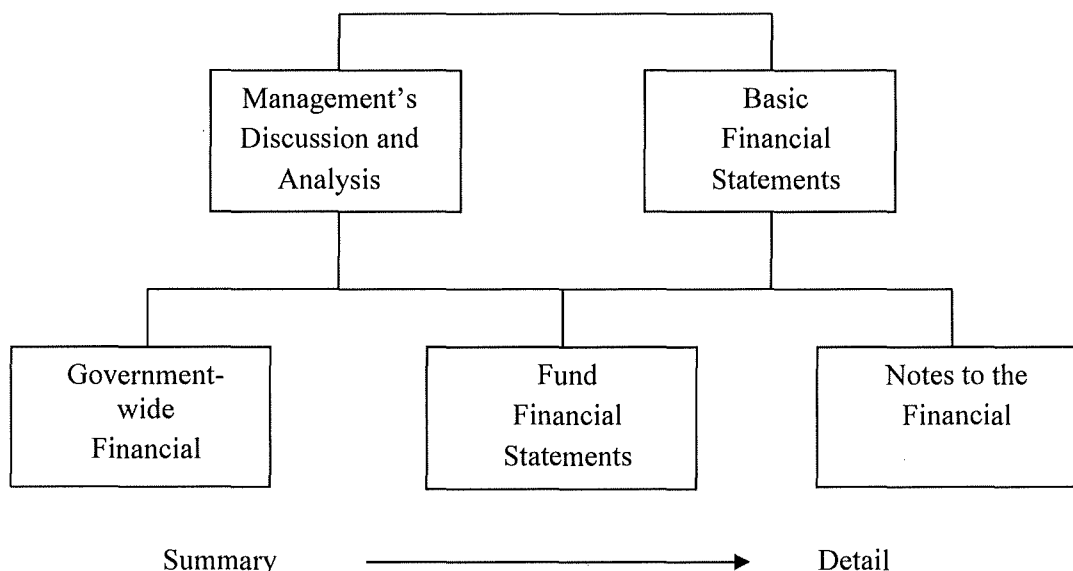 Management's
Discussion and
Analysis
Basic
Financial
Statements
Government-
wide
Financial
Fund
Financial
Statements
Notes to the
Financial
Summary
Detail